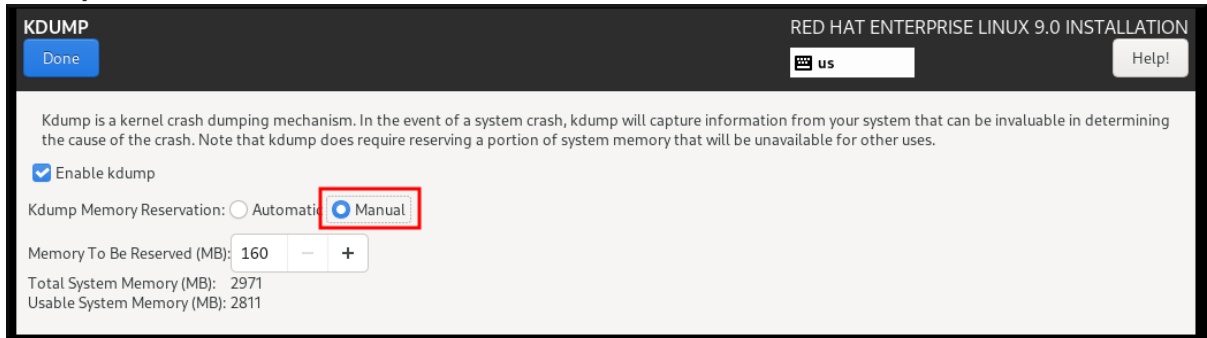 KDUMP
RED HAT ENTERPRISE LINUX 9.0 INSTALLATION
Done
us
Help!
Kdump is a kernel crash dumping mechanism. In the event of a system crash, kdump will capture information from your system that can be invaluable in determining
the cause of the crash. Note that kdump does require reserving a portion of system memory that will be unavailable for other uses.
Enable kdump
Kdump Memory Reservation: Automatic Manual
Memory To Be Reserved (MB): 160 − +
Total System Memory (MB): 2971
Usable System Memory (MB): 2811